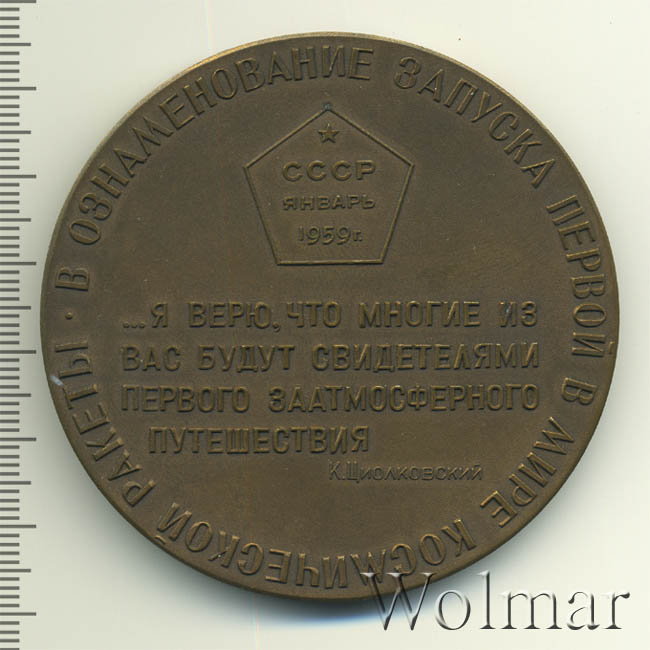 В ОЗНАМЕНОВАНИЕ ЗАПУСКА ПЕРВОЙ В МИРЕ КОСМИЧЕСКОЙ РАКЕТЫ ·
СССР
ЯНВАРЬ
1959 г.
...Я ВЕРЮ, ЧТО МНОГИЕ ИЗ
ВАС БУДУТ СВИДЕТЕЛЯМИ
ПЕРВОГО ЗААТМОСФЕРНОГО
ПУТЕШЕСТВИЯ
К.Циолковский
Wolmar